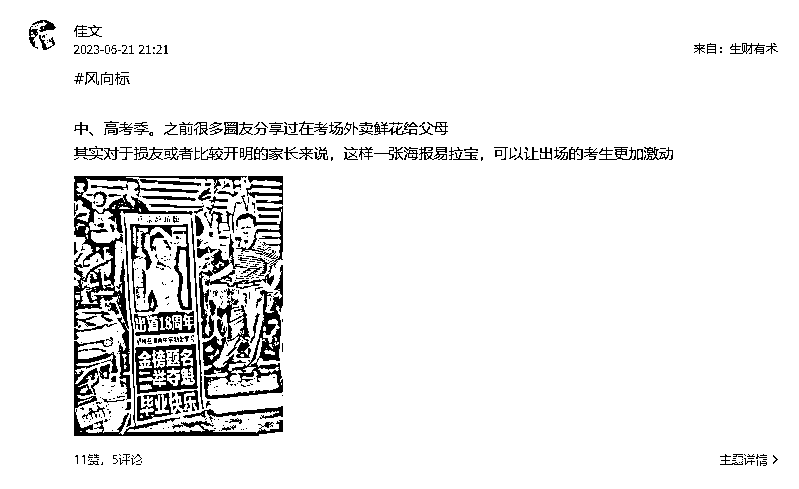 佳文
2023-06-21 21:21
来自：生财有术
#风向标
中、高考季。之前很多圈友分享过在考场外卖鲜花给父母
其实对于损友或者比较开明的家长来说，这样一张海报易拉宝，可以让出场的考生更加激动
出道18周年
金榜题名
一举夺魁
毕业快乐
11赞，5评论
主题详情